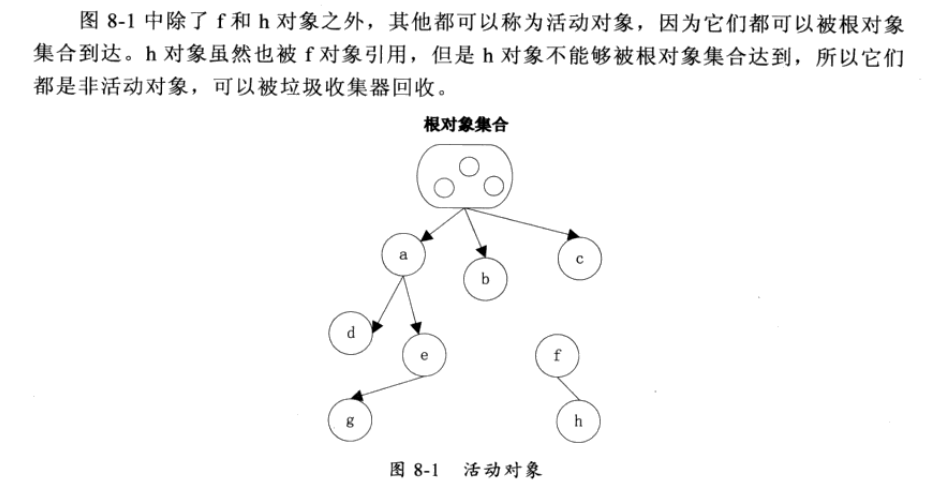 图 8-1 中除了 f 和 h 对象之外，其他都可以称为活动对象，因为它们都可以被根对象
集合到达。h 对象虽然也被 f 对象引用，但是 h 对象不能够被根对象集合达到，所以它们
都是非活动对象，可以被垃圾收集器回收。
根对象集合
a
b
c
d
e
f
g
h
图 8-1 活动对象